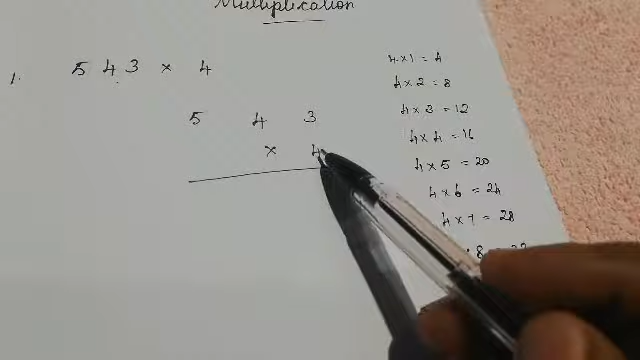 Multiplication
1. 543 × 4
5 4 3
× 4
4 × 1 = 4
4 × 2 = 8
4 × 3 = 12
4 × 4 = 16
4 × 5 = 20
4 × 6 = 24
4 × 7 = 28